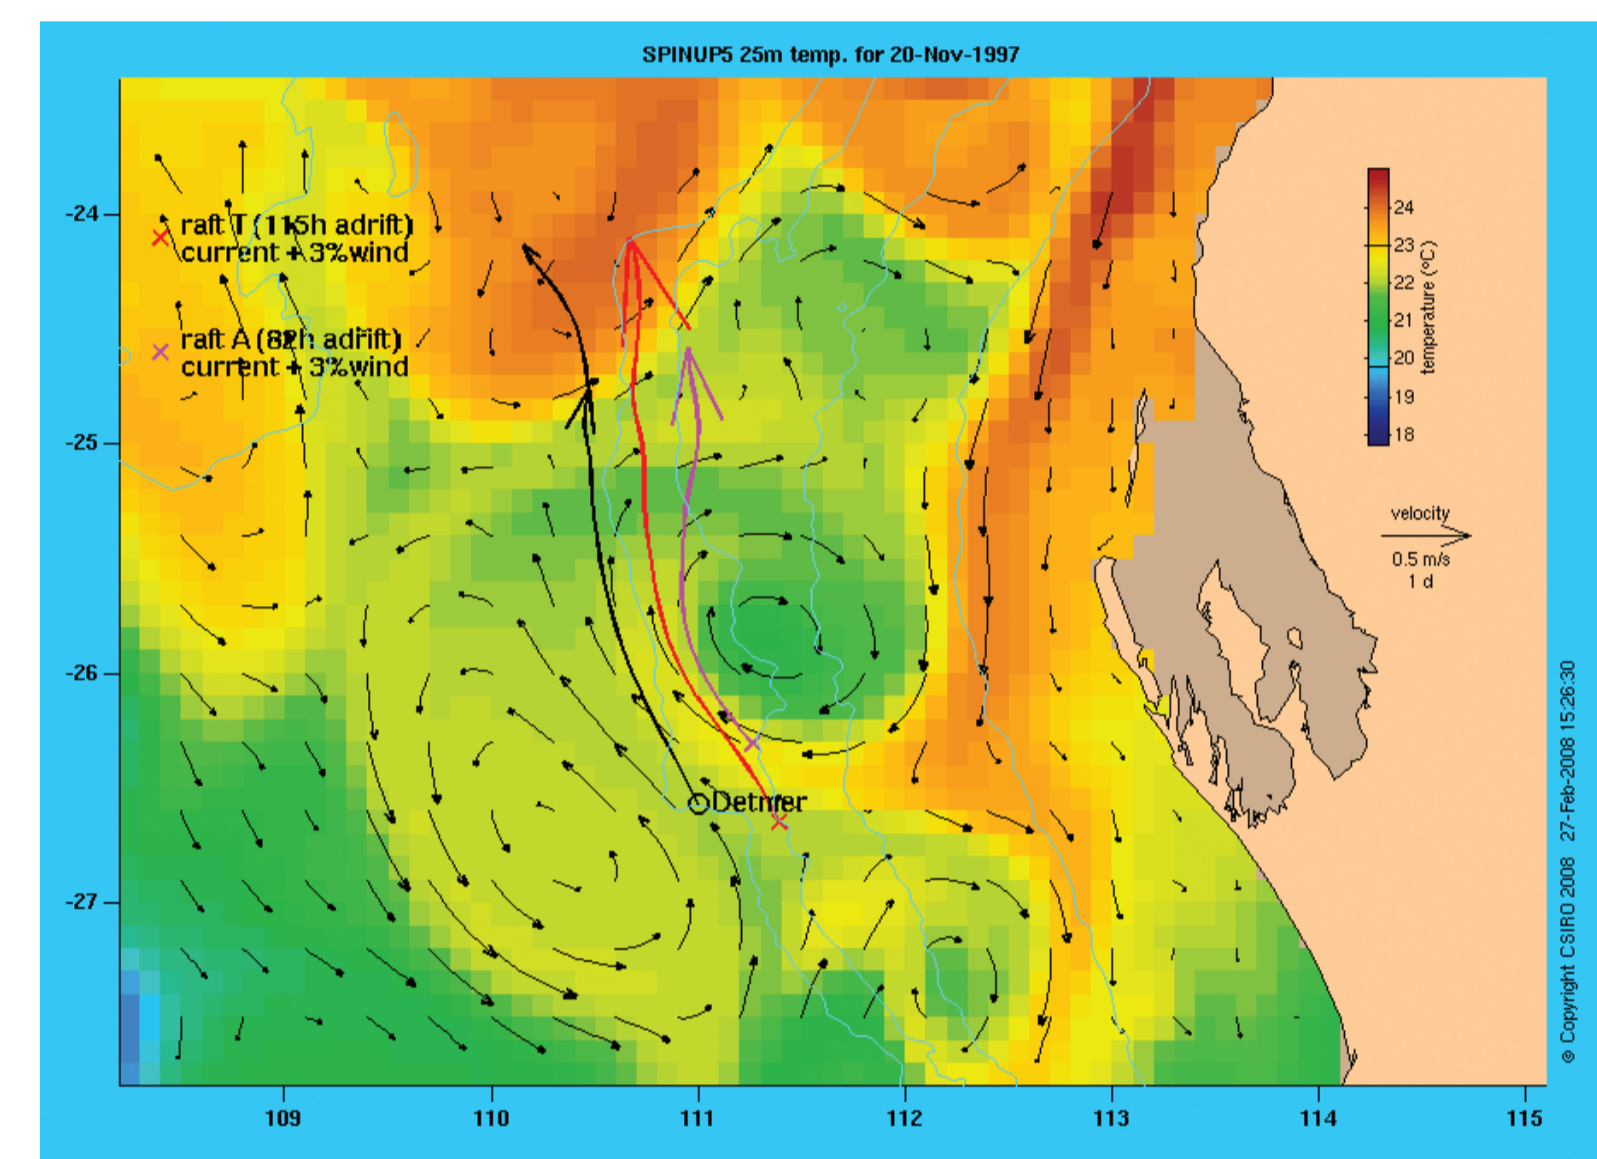 SPINUP5 25m temp. for 20-Nov-1997
-24
-25
-26
-27
raft T (115h adrift)
current + 3%wind
raft A (82h adrift)
current + 3%wind
Detmer
24
23
22
21
20
19
18
temperature (ºC)
velocity
0.5 m/s
1 d
109
110
111
112
113
114
115
© Copyright CSIRO 2008 27-Feb-2008 15:26:30